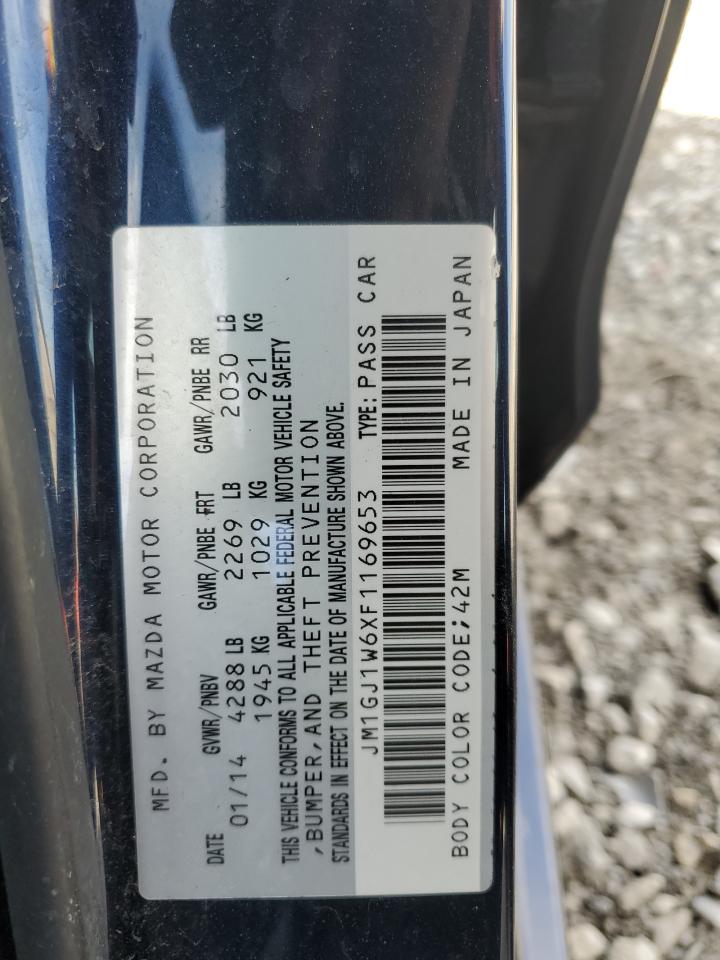 MFD. BY MAZDA MOTOR CORPORATION
DATE GVWR/PNBV GAWR/PNBE FRT GAWR/PNBE RR
01/14 4288 LB 2269 LB 2030 LB
1945 KG 1029 KG 921 KG
THIS VEHICLE CONFORMS TO ALL APPLICABLE FEDERAL MOTOR VEHICLE SAFETY
,BUMPER,AND THEFT PREVENTION
STANDARDS IN EFFECT ON THE DATE OF MANUFACTURE SHOWN ABOVE.
JM1GJ1W6XF1169653 TYPE: PASS CAR
BODY COLOR CODE;42M MADE IN JAPAN